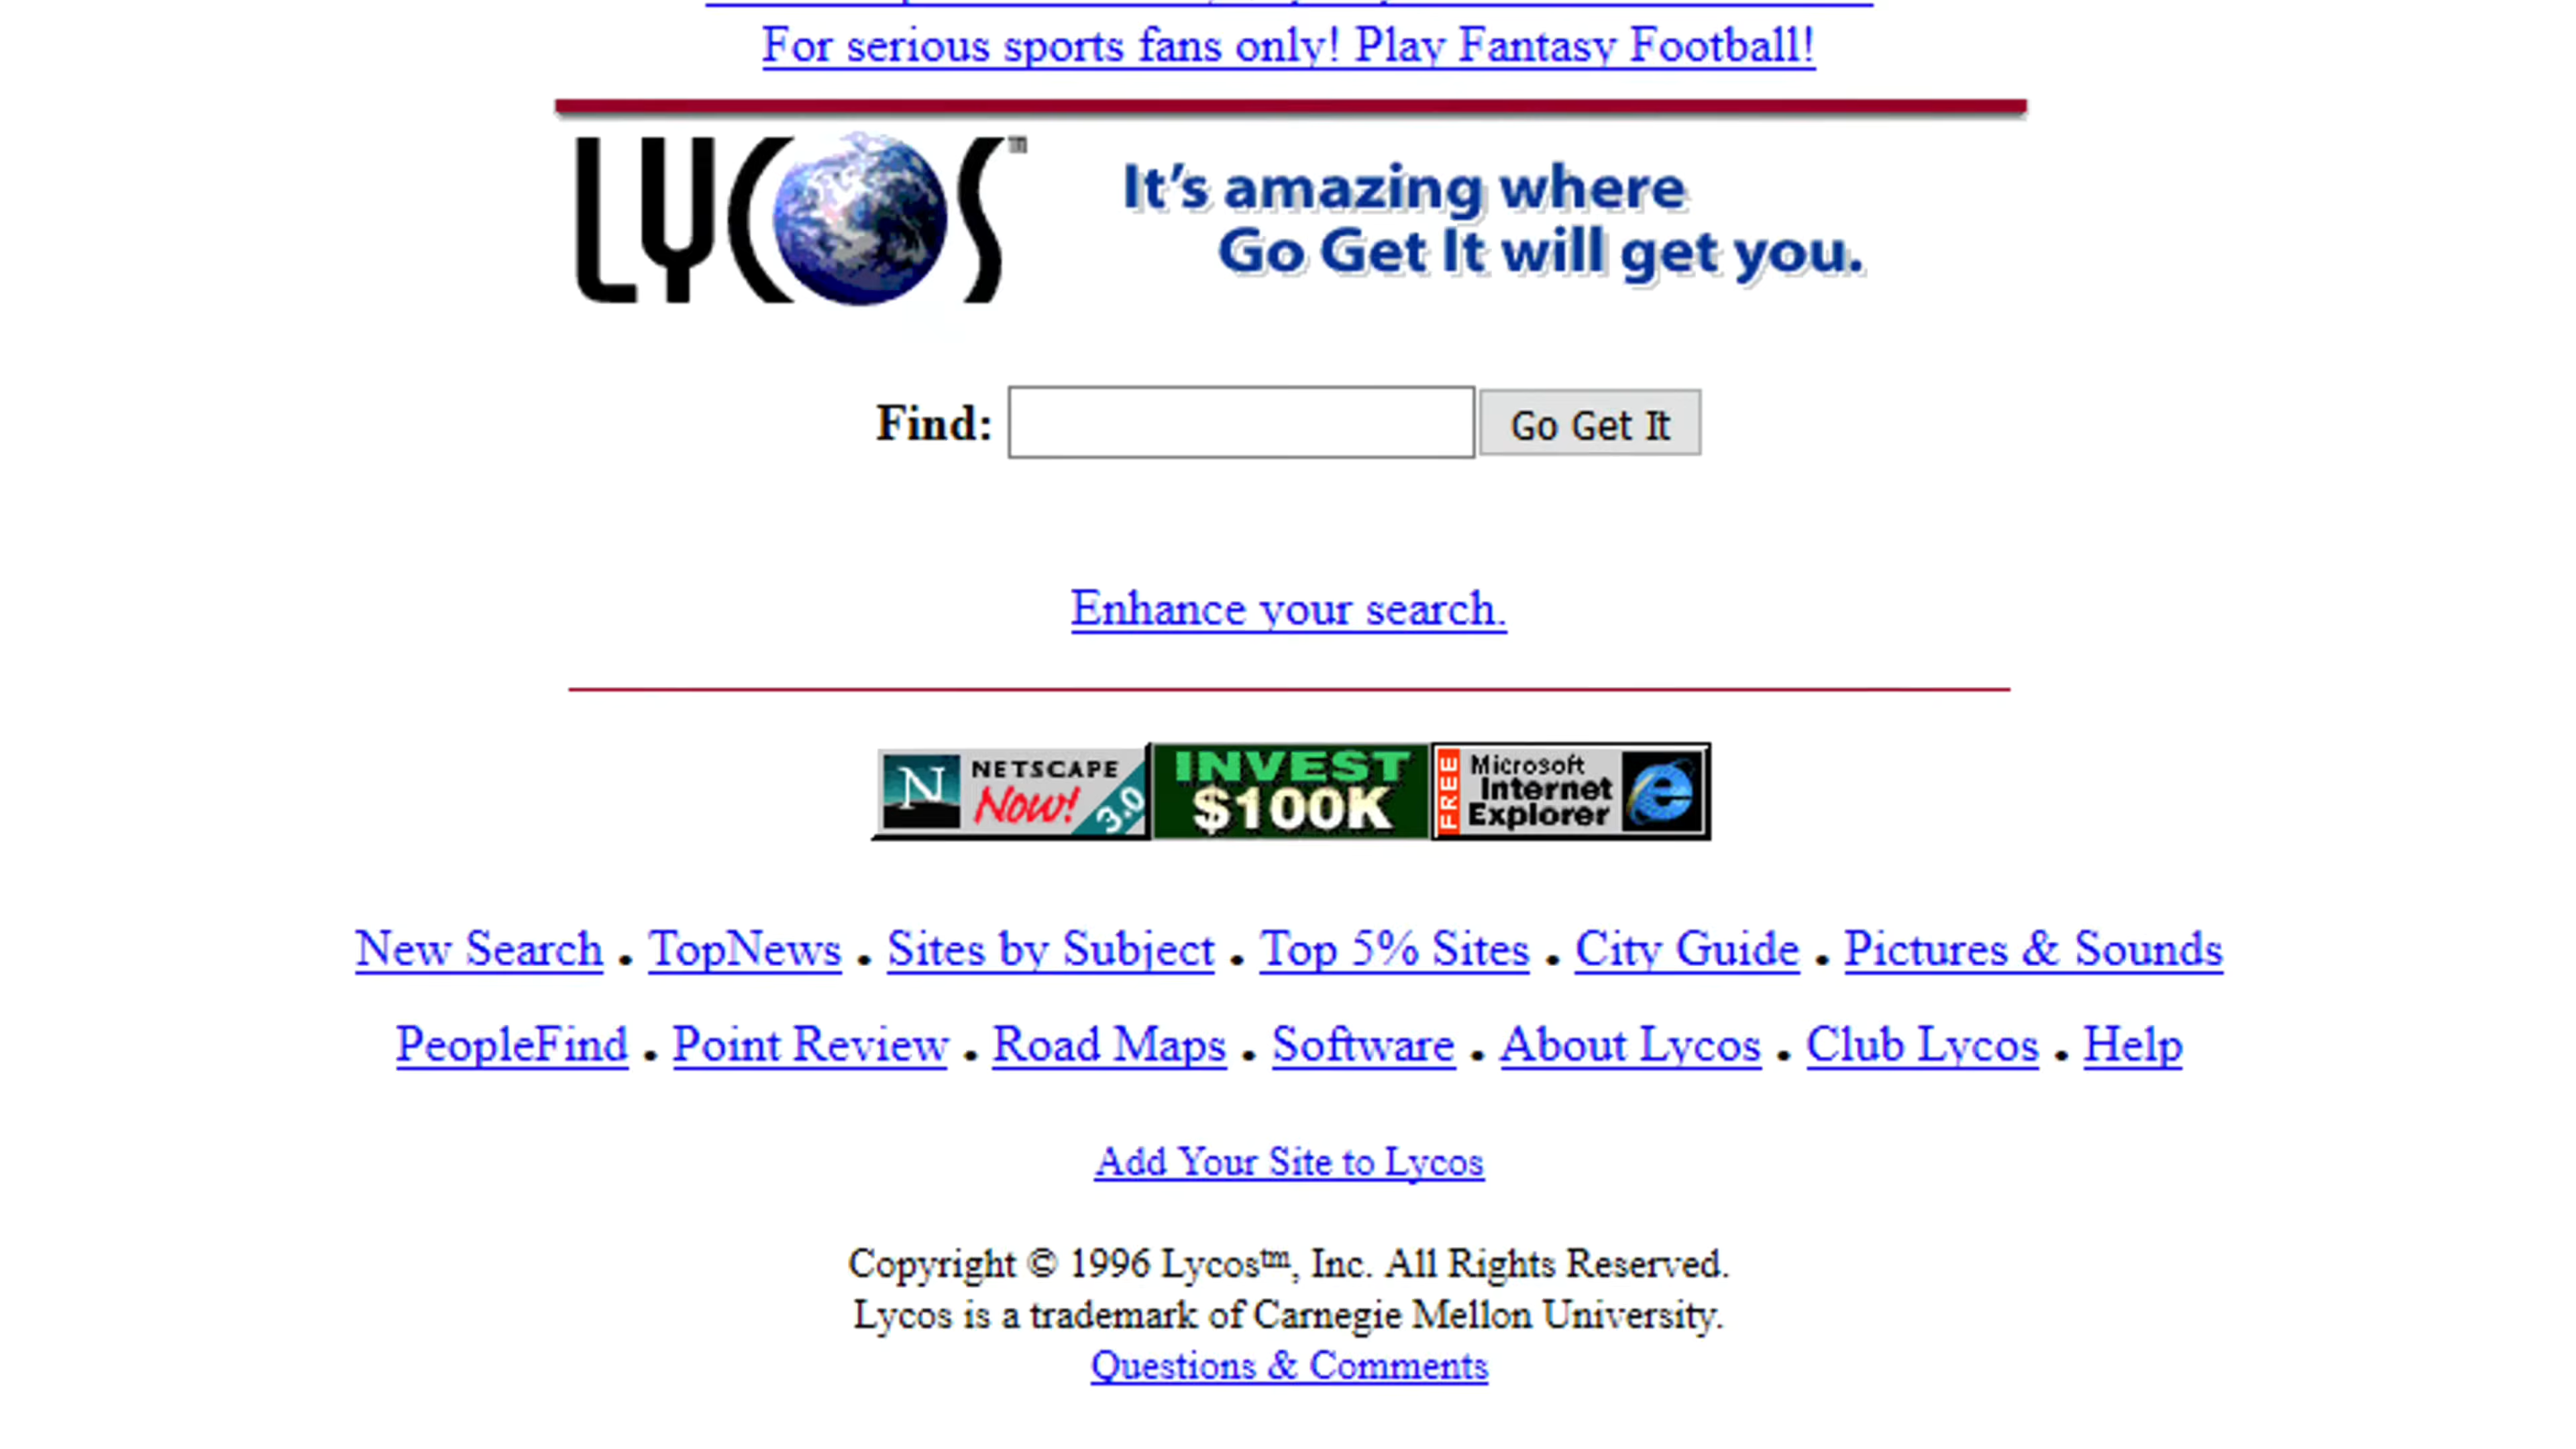 For serious sports fans only! Play Fantasy Football!
LYCOS™
It's amazing where
Go Get It will get you.
Find: Go Get It
Enhance your search.
N NETSCAPE Now! 3.0
INVEST $100K
FREE Microsoft Internet Explorer
New Search . TopNews . Sites by Subject . Top 5% Sites . City Guide . Pictures & Sounds
PeopleFind . Point Review . Road Maps . Software . About Lycos . Club Lycos . Help
Add Your Site to Lycos
Copyright © 1996 Lycos™, Inc. All Rights Reserved.
Lycos is a trademark of Carnegie Mellon University.
Questions & Comments